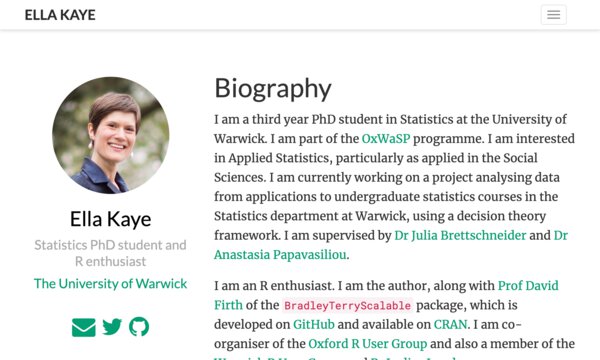 ELLA KAYE
Ella Kaye
Statistics PhD student and
R enthusiast
The University of Warwick
Biography
I am a third year PhD student in Statistics at the University of
Warwick. I am part of the OxWaSP programme. I am interested
in Applied Statistics, particularly as applied in the Social
Sciences. I am currently working on a project analysing data
from applications to undergraduate statistics courses in the
Statistics department at Warwick, using a decision theory
framework. I am supervised by Dr Julia Brettschneider and Dr
Anastasia Papavasiliou.
I am an R enthusiast. I am the author, along with Prof David
Firth of the BradleyTerryScalable package, which is
developed on GitHub and available on CRAN. I am co-
organiser of the Oxford R User Group and also a member of the